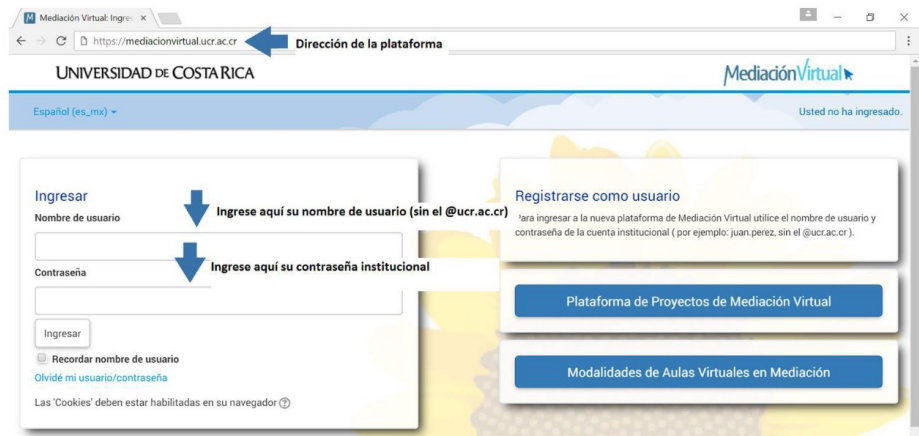 Mediación Virtual: Ingres
https://mediacionvirtual.ucr.ac.cr
Dirección de la plataforma
UNIVERSIDAD DE COSTA RICA
MediaciónVirtual
Español (es_mx)
Usted no ha ingresado.
Ingresar
Nombre de usuario
Ingrese aquí su nombre de usuario (sin el @ucr.ac.cr)
Contraseña
Ingrese aquí su contraseña institucional
Ingresar
Recordar nombre de usuario
Olvidé mi usuario/contraseña
Las 'Cookies' deben estar habilitadas en su navegador
Registrarse como usuario
Para ingresar a la nueva plataforma de Mediación Virtual utilice el nombre de usuario y
contraseña de la cuenta institucional ( por ejemplo: juan.perez, sin el @ucr.ac.cr ).
Plataforma de Proyectos de Mediación Virtual
Modalidades de Aulas Virtuales en Mediación